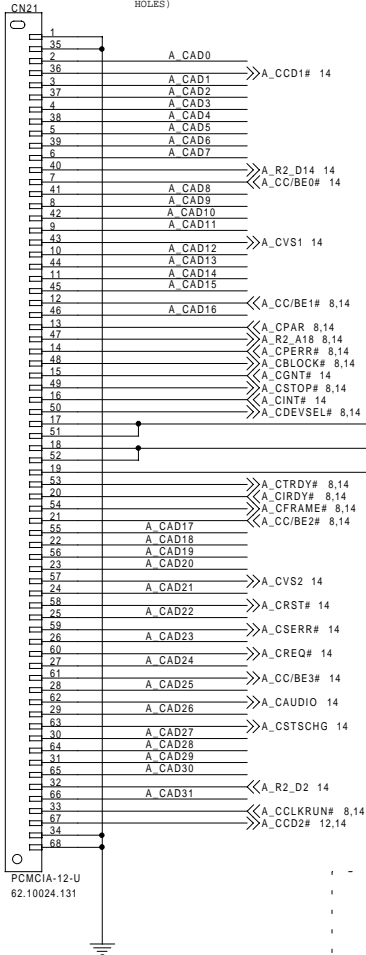 HOLES)
CN21
1
35
2 A_CAD0
36 A_CCD1# 14
3 A_CAD1
37 A_CAD2
4 A_CAD3
38 A_CAD4
5 A_CAD5
39 A_CAD6
6 A_CAD7
40 A_R2_D14 14
7 A_CC/BE0# 14
41 A_CAD8
8 A_CAD9
42 A_CAD10
9 A_CAD11
43 A_CVS1 14
10 A_CAD12
44 A_CAD13
11 A_CAD14
45 A_CAD15
12 A_CC/BE1# 8,14
46 A_CAD16
13 A_CPAR 8,14
47 A_R2_A18 8,14
14 A_CPERR# 8,14
48 A_CBLOCK# 8,14
15 A_CGNT# 14
49 A_CSTOP# 8,14
16 A_CINT# 14
50 A_CDEVSEL# 8,14
17
51
18
52
19
53 A_CTRDY# 8,14
20 A_CIRDY# 8,14
54 A_CFRAME# 8,14
21 A_CC/BE2# 8,14
55 A_CAD17
22 A_CAD18
56 A_CAD19
23 A_CAD20
57 A_CVS2 14
24 A_CAD21
58 A_CRST# 14
25 A_CAD22
59 A_CSERR# 14
26 A_CAD23
60 A_CREQ# 14
27 A_CAD24
61 A_CC/BE3# 14
28 A_CAD25
62 A_CAUDIO 14
29 A_CAD26
63 A_CSTSCHG 14
30 A_CAD27
64 A_CAD28
31 A_CAD29
65 A_CAD30
32 A_R2_D2 14
66 A_CAD31
33 A_CCLKRUN# 8,14
67 A_CCD2# 12,14
34
68
PCMCIA-12-U
62.10024.131